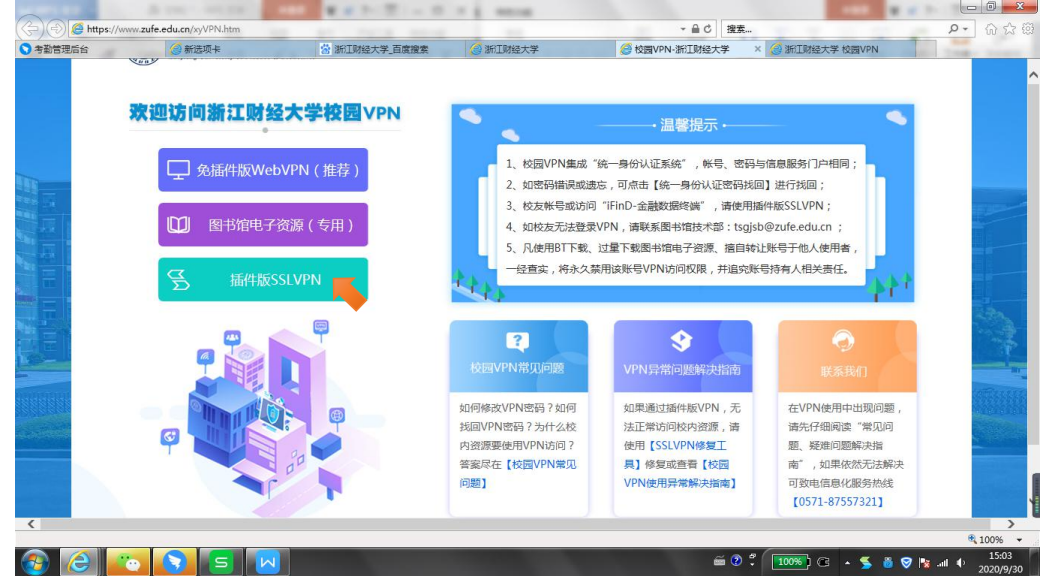 https://www.zufe.edu.cn/xyVPN.htm
搜索...
考勤管理后台
新选项卡
浙江财经大学_百度搜索
浙江财经大学
校园VPN-浙江财经大学
浙江财经大学 校园VPN
欢迎访问浙江财经大学校园VPN
免插件版WebVPN（推荐）
图书馆电子资源（专用）
插件版SSLVPN
温馨提示
1、校园VPN集成“统一身份认证系统”，帐号、密码与信息服务门户相同；
2、如密码错误或遗忘，可点击【统一身份认证密码找回】进行找回；
3、校友帐号或访问“iFinD-金融数据终端”，请使用插件版SSLVPN；
4、如校友无法登录VPN，请联系图书馆技术部：tsgjsb@zufe.edu.cn；
5、凡使用BT下载、过量下载图书馆电子资源、擅自转让账号于他人使用者，
一经查实，将永久禁用该账号VPN访问权限，并追究账号持有人相关责任。
校园VPN常见问题
如何修改VPN密码？如何
找回VPN密码？为什么校
内资源要使用VPN访问？
答案尽在【校园VPN常见
问题】
VPN异常问题解决指南
如果通过插件版VPN，无
法正常访问校内资源，请
使用【SSLVPN修复工
具】修复或查看【校园
VPN使用异常解决指南】
联系我们
在VPN使用中出现问题，
请先仔细阅读“常见问
题、疑难问题解决指
南”，如果依然无法解决
可致电信息化服务热线
【0571-87557321】
100%
100%
15:03
2020/9/30